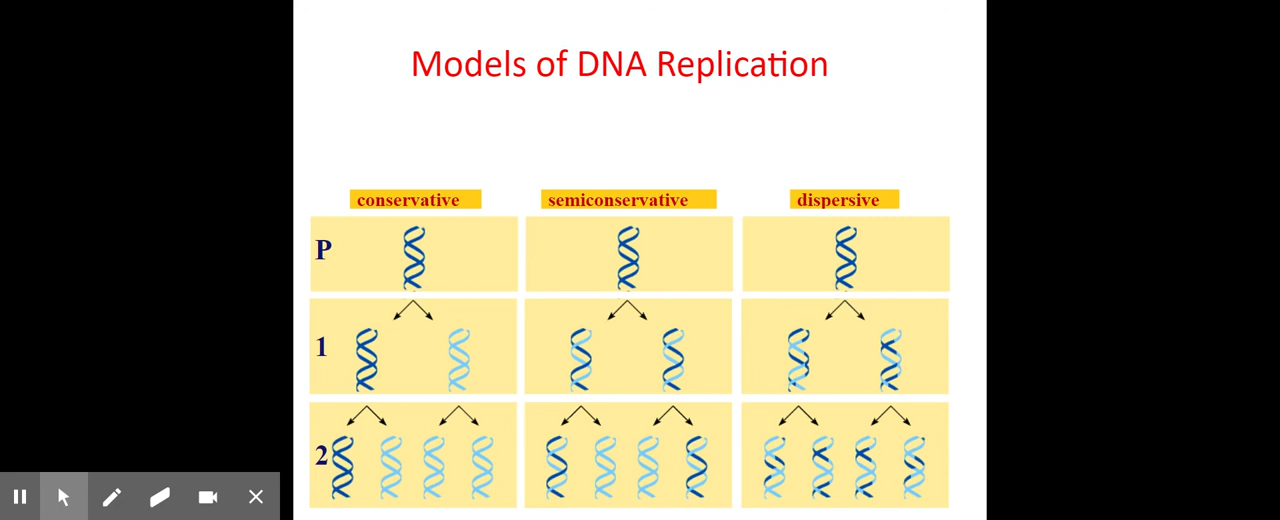 Models of DNA Replication
conservative semiconservative dispersive
P
1
2